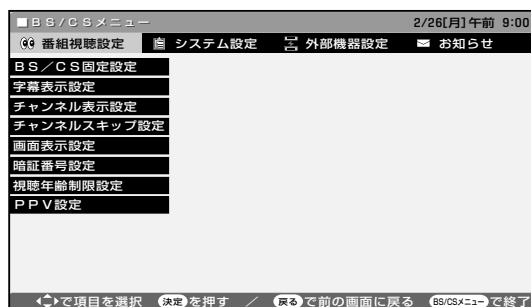 ■BS/CSメニュー 2/26[月]午前 9:00
番組視聴設定 システム設定 外部機器設定 お知らせ
BS/CS固定設定
字幕表示設定
チャンネル表示設定
チャンネルスキップ設定
画面表示設定
暗証番号設定
視聴年齢制限設定
PPV設定
で項目を選択 決定を押す / 戻るで前の画面に戻る BS/CSメニューで終了